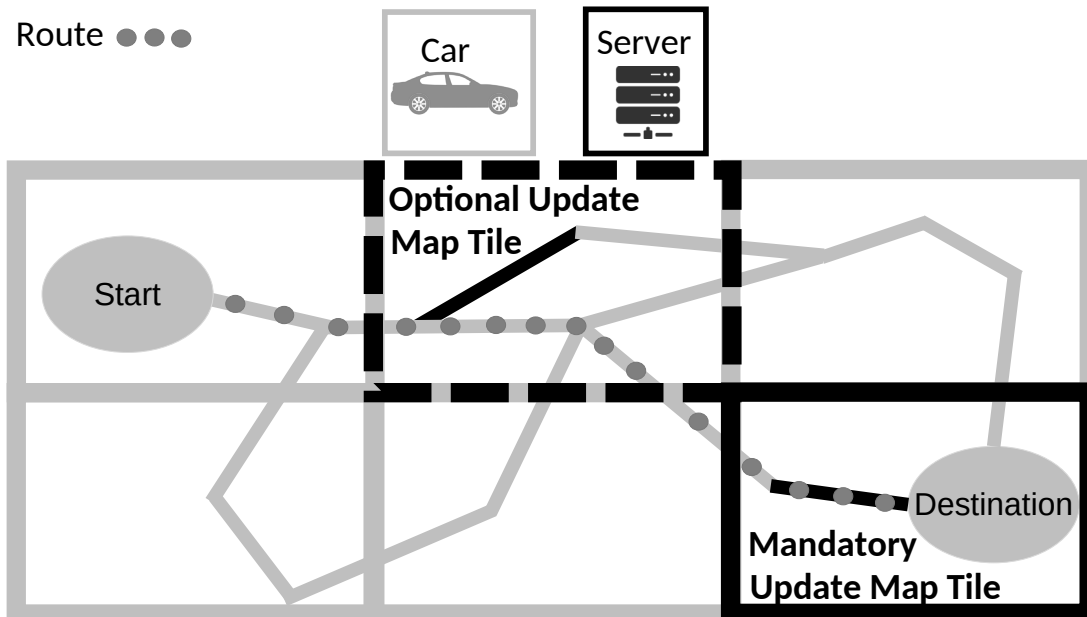 Route
Car
Server
Optional Update
Map Tile
Start
Destination
Mandatory
Update Map Tile